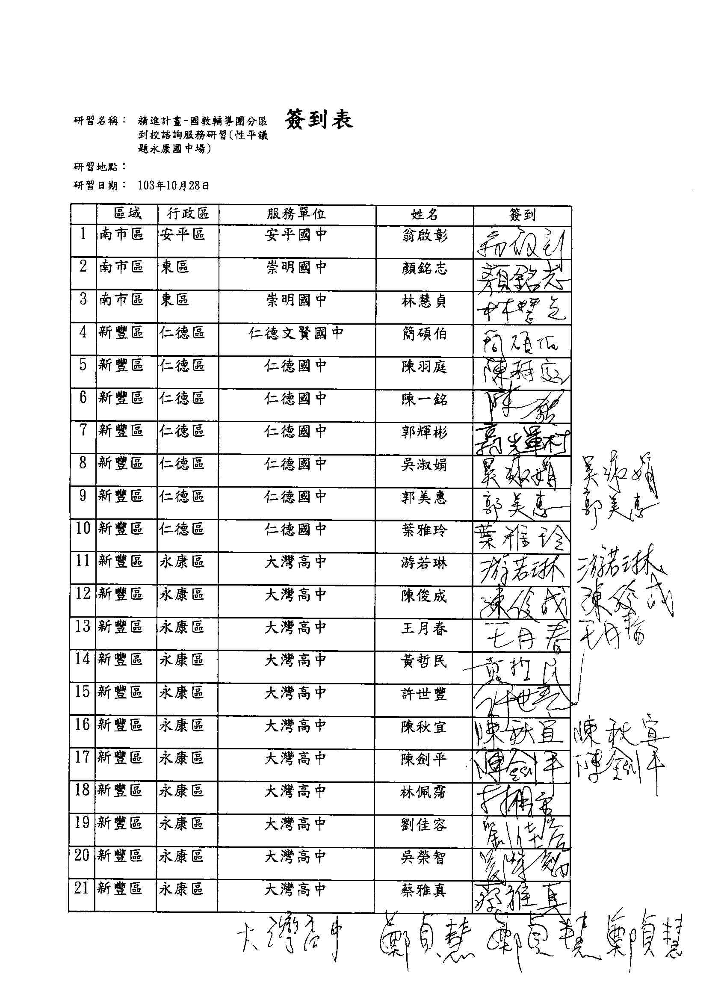 簽到表
研習名稱： 精進計畫-國教輔導團分區
到校諮詢服務研習(性平議
題永康國中場)
研習地點：
研習日期： 103年10月28日
區域 行政區 服務單位 姓名 簽到
1 南市區 安平區 安平國中 翁啟彰
2 南市區 東區 崇明國中 顏銘志 顏銘志
3 南市區 東區 崇明國中 林慧貞 林慧貞
4 新豐區 仁德區 仁德文賢國中 簡碩伯 簡碩伯
5 新豐區 仁德區 仁德國中 陳羽庭 陳羽庭
6 新豐區 仁德區 仁德國中 陳一銘 陳一銘
7 新豐區 仁德區 仁德國中 郭輝彬 郭輝彬
8 新豐區 仁德區 仁德國中 吳淑娟 吳淑娟 吳淑娟
9 新豐區 仁德區 仁德國中 郭美惠 郭美惠 郭美惠
10 新豐區 仁德區 仁德國中 葉雅玲 葉雅玲
11 新豐區 永康區 大灣高中 游若琳 游若琳 游若琳
12 新豐區 永康區 大灣高中 陳俊成 陳俊成 陳俊成
13 新豐區 永康區 大灣高中 王月春 王月春 王月春
14 新豐區 永康區 大灣高中 黃哲民 黃哲民
15 新豐區 永康區 大灣高中 許世豐 許世豐
16 新豐區 永康區 大灣高中 陳秋宜 陳秋宜 陳秋宜
17 新豐區 永康區 大灣高中 陳劍平 陳劍平 陳劍平
18 新豐區 永康區 大灣高中 林佩霈 林佩霈
19 新豐區 永康區 大灣高中 劉佳容 劉佳容
20 新豐區 永康區 大灣高中 吳榮智 吳榮智
21 新豐區 永康區 大灣高中 蔡雅真 蔡雅真
大灣高中 鄭貞慧 鄭貞慧 鄭貞慧